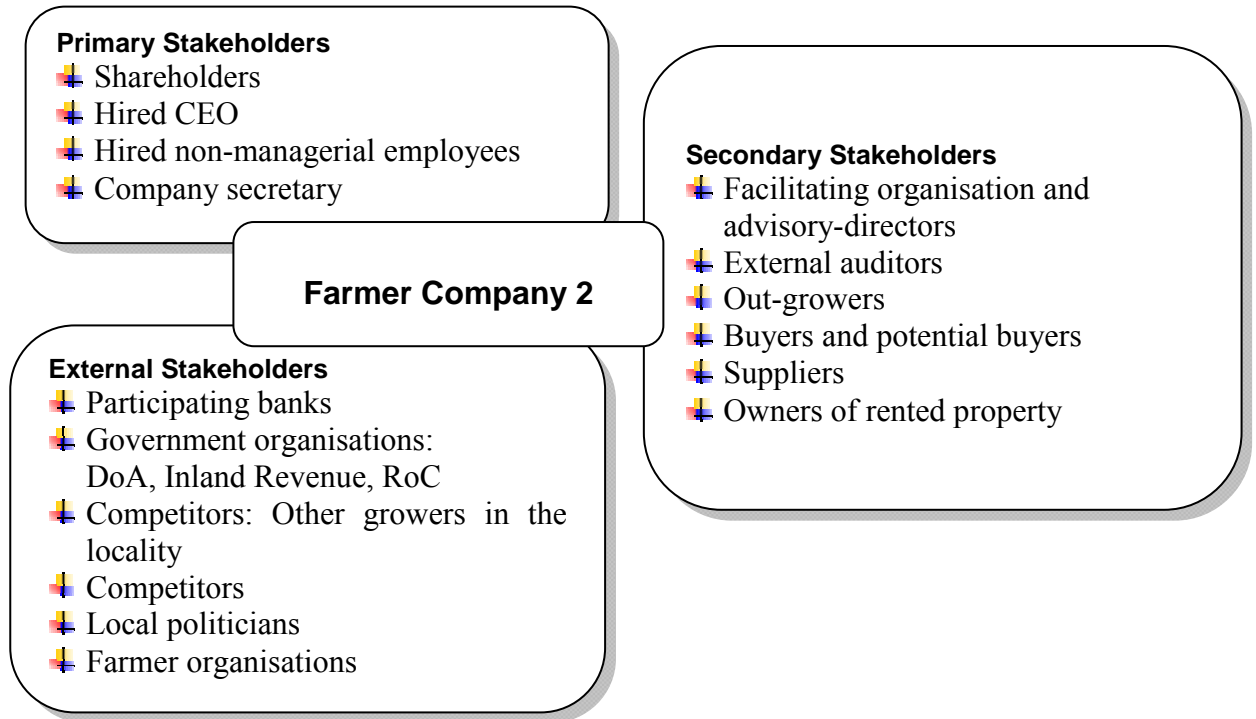 Primary Stakeholders
Shareholders
Hired CEO
Hired non-managerial employees
Company secretary
Secondary Stakeholders
Facilitating organisation and
advisory-directors
External auditors
Out-growers
Buyers and potential buyers
Suppliers
Owners of rented property
Farmer Company 2
External Stakeholders
Participating banks
Government organisations:
DoA, Inland Revenue, RoC
Competitors: Other growers in the
locality
Competitors
Local politicians
Farmer organisations